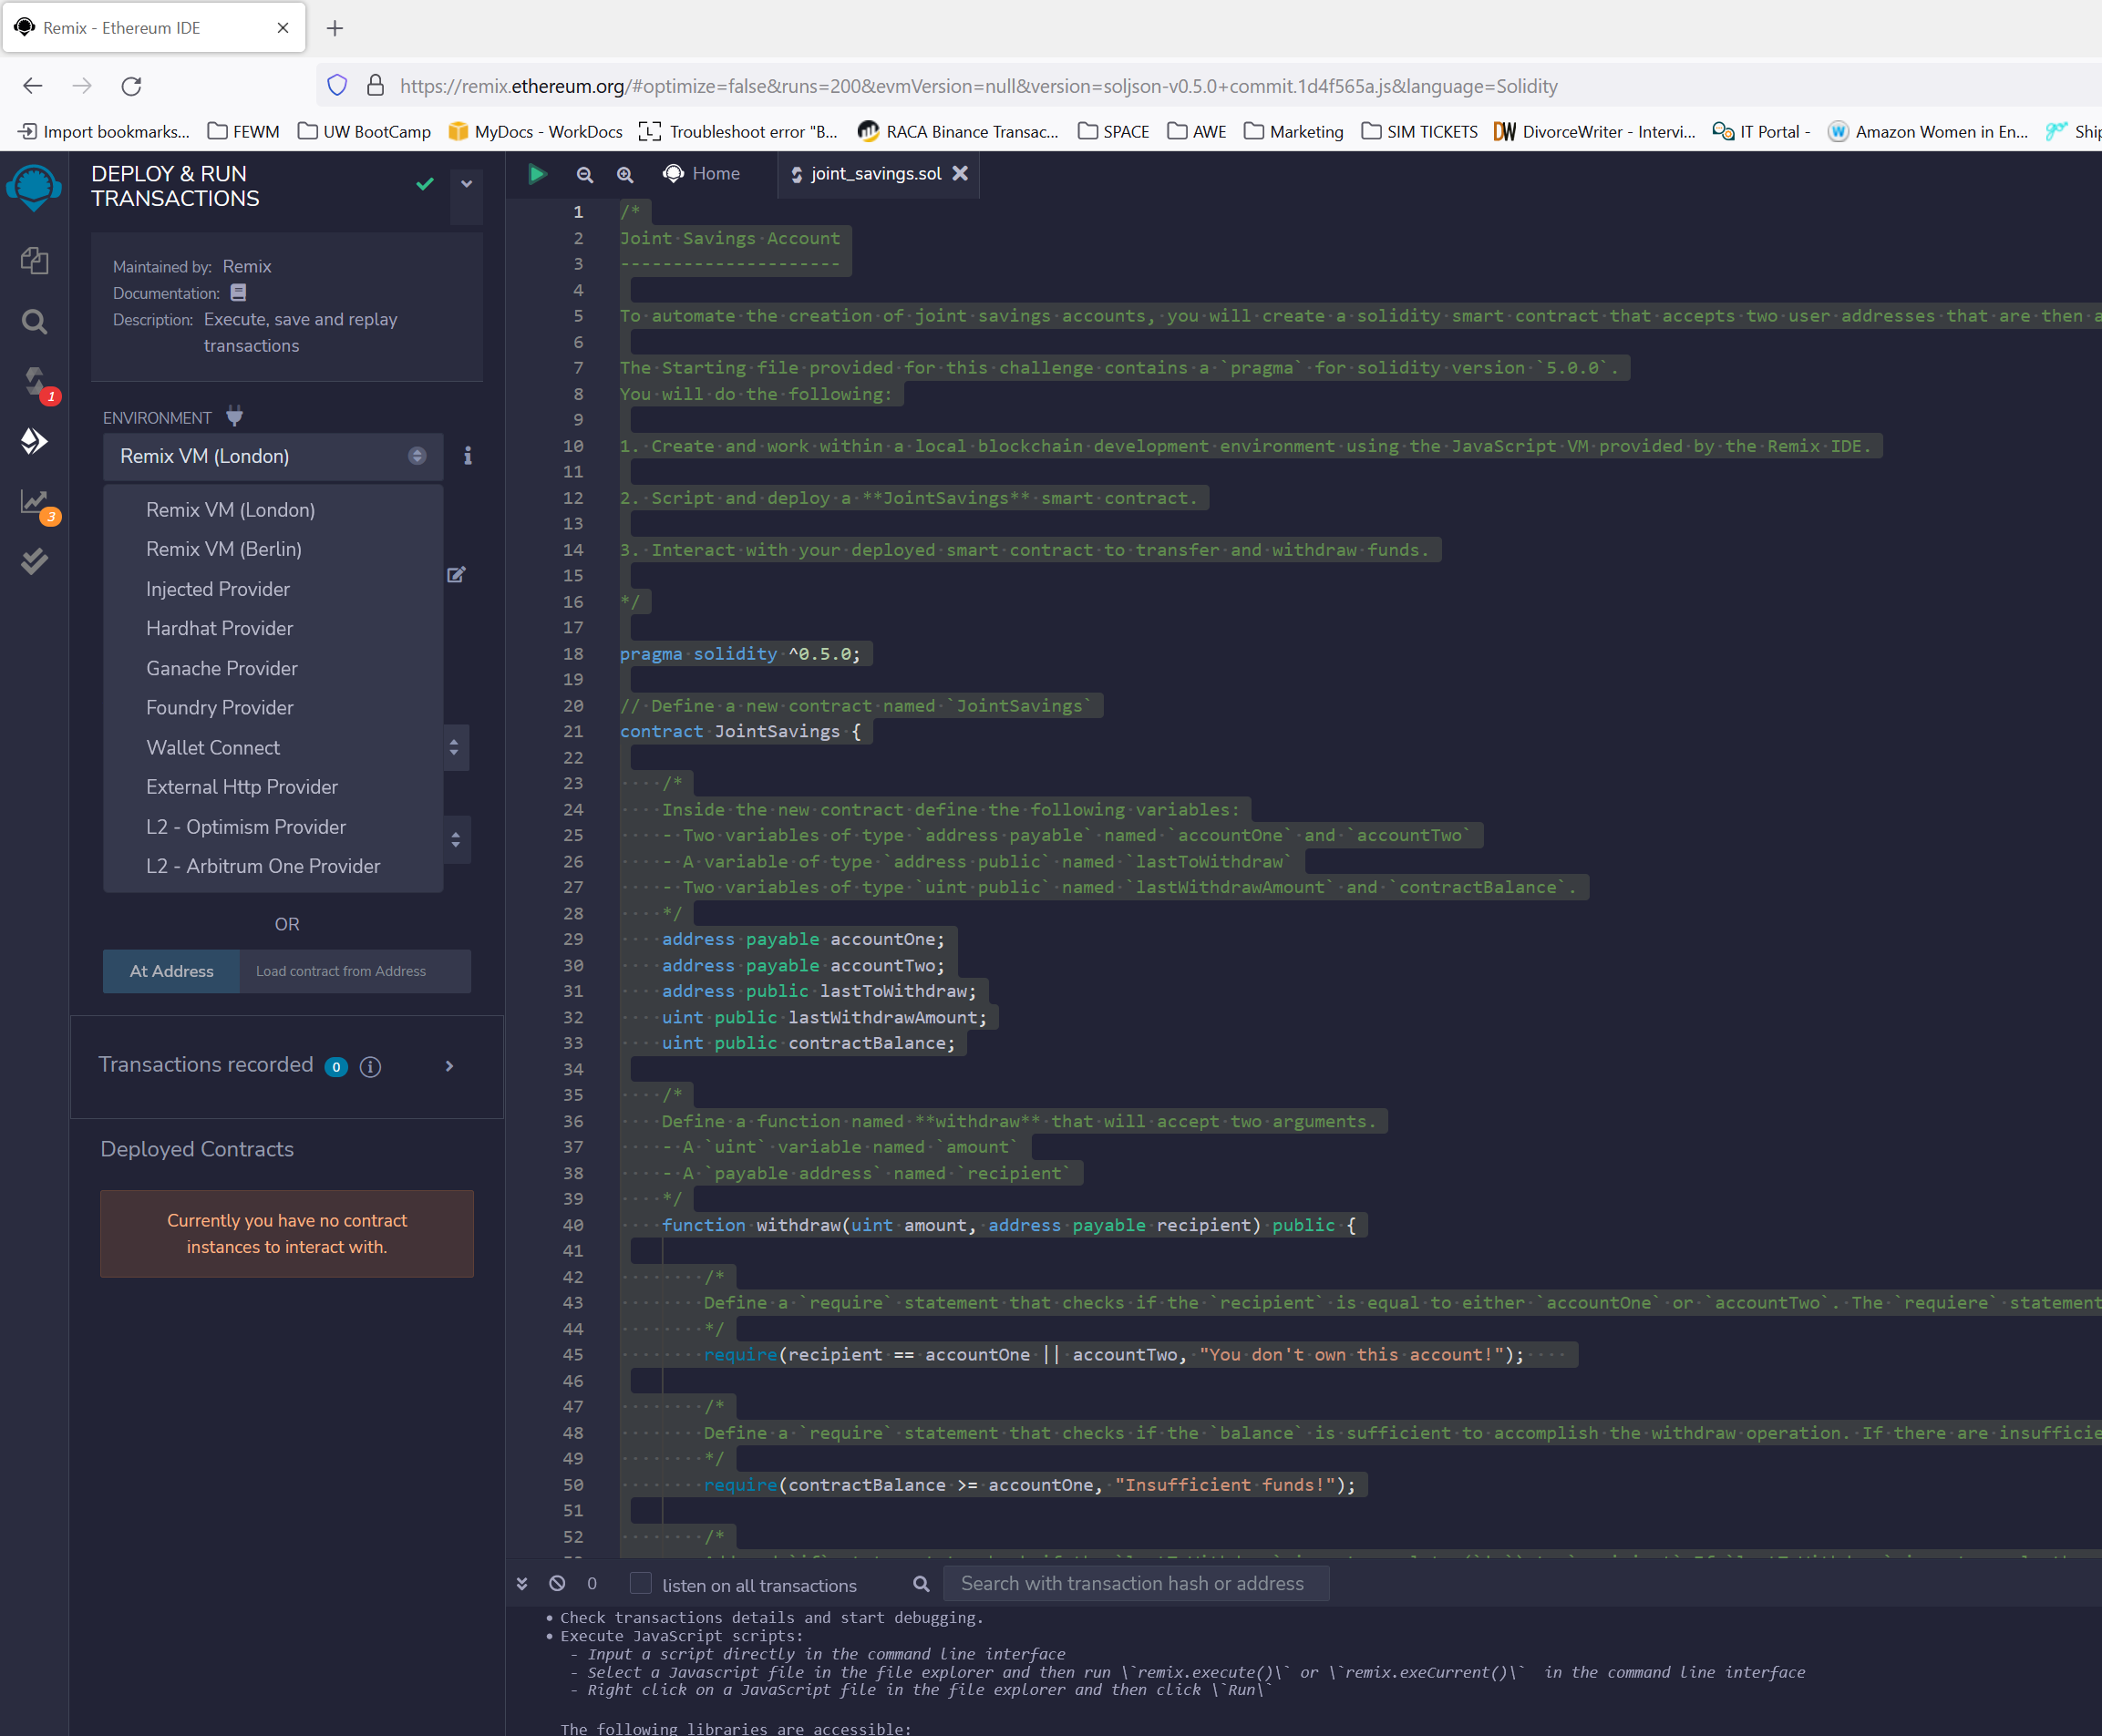 Remix - Ethereum IDE
https://remix.ethereum.org/#optimize=false&runs=200&evmVersion=null&version=soljson-v0.5.0+commit.1d4f565a.js&language=Solidity
Import bookmarks... FEWM UW BootCamp MyDocs - WorkDocs Troubleshoot error "B... RACA Binance Transac... SPACE AWE Marketing SIM TICKETS DivorceWriter - Intervi... IT Portal - Amazon Women in En... Ship
DEPLOY & RUN
TRANSACTIONS
Maintained by: Remix
Documentation:
Description: Execute, save and replay
transactions
1
3
ENVIRONMENT
Remix VM (London)
Remix VM (London)
Remix VM (Berlin)
Injected Provider
Hardhat Provider
Ganache Provider
Foundry Provider
Wallet Connect
External Http Provider
L2 - Optimism Provider
L2 - Arbitrum One Provider
OR
At Address Load contract from Address
Transactions recorded 0
Deployed Contracts
Currently you have no contract
instances to interact with.
Home joint_savings.sol
1 /*
2 Joint Savings Account
3 ---------------------
4
5 To automate the creation of joint savings accounts, you will create a solidity smart contract that accepts two user addresses that are then a
6
7 The Starting file provided for this challenge contains a `pragma` for solidity version `5.0.0`.
8 You will do the following:
9
10 1. Create and work within a local blockchain development environment using the JavaScript VM provided by the Remix IDE.
11
12 2. Script and deploy a **JointSavings** smart contract.
13
14 3. Interact with your deployed smart contract to transfer and withdraw funds.
15
16 */
17
18 pragma solidity ^0.5.0;
19
20 // Define a new contract named `JointSavings`
21 contract JointSavings {
22
23 /*
24 Inside the new contract define the following variables:
25 - Two variables of type `address payable` named `accountOne` and `accountTwo`
26 - A variable of type `address public` named `lastToWithdraw`
27 - Two variables of type `uint public` named `lastWithdrawAmount` and `contractBalance`.
28 */
29 address payable accountOne;
30 address payable accountTwo;
31 address public lastToWithdraw;
32 uint public lastWithdrawAmount;
33 uint public contractBalance;
34
35 /*
36 Define a function named **withdraw** that will accept two arguments.
37 - A `uint` variable named `amount`
38 - A `payable address` named `recipient`
39 */
40 function withdraw(uint amount, address payable recipient) public {
41
42 /*
43 Define a `require` statement that checks if the `recipient` is equal to either `accountOne` or `accountTwo`. The `requiere` statement
44 */
45 require(recipient == accountOne || accountTwo, "You don't own this account!");
46
47 /*
48 Define a `require` statement that checks if the `balance` is sufficient to accomplish the withdraw operation. If there are insufficie
49 */
50 require(contractBalance >= accountOne, "Insufficient funds!");
51
52 /*
0 listen on all transactions Search with transaction hash or address
• Check transactions details and start debugging.
• Execute JavaScript scripts:
- Input a script directly in the command line interface
- Select a Javascript file in the file explorer and then run \`remix.execute()\` or \`remix.exeCurrent()\` in the command line interface
- Right click on a JavaScript file in the file explorer and then click \`Run\`
The following libraries are accessible: